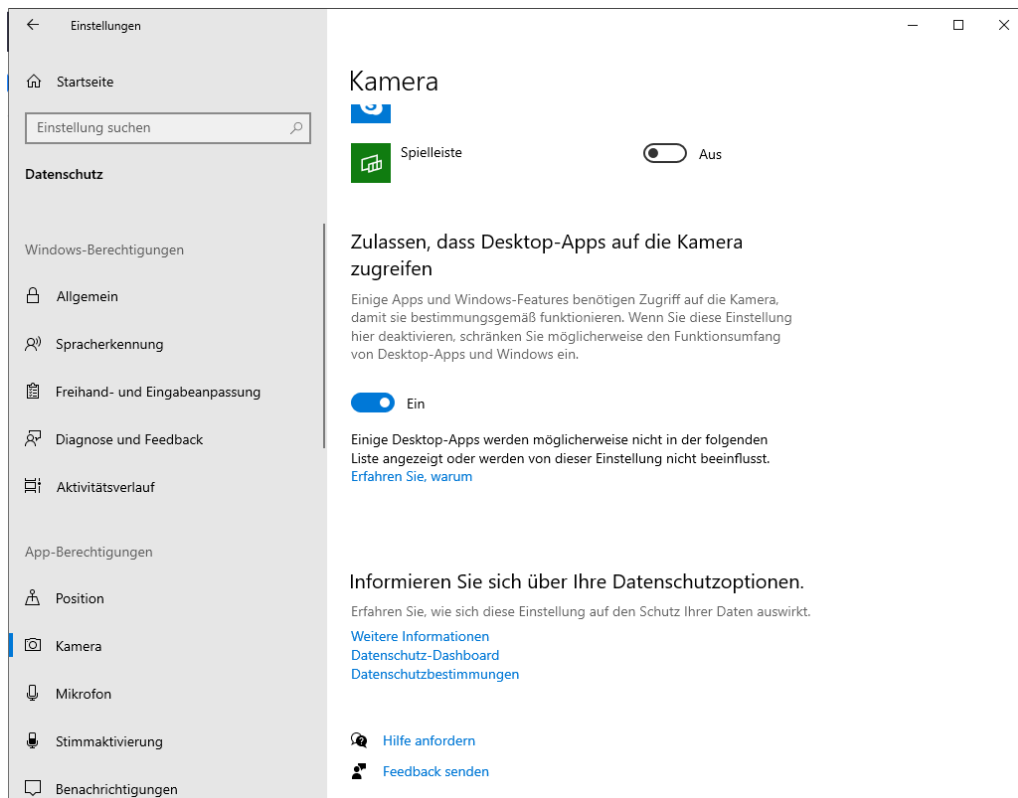 Einstellungen
Startseite
Einstellung suchen
Datenschutz
Windows-Berechtigungen
Allgemein
Spracherkennung
Freihand- und Eingabeanpassung
Diagnose und Feedback
Aktivitätsverlauf
App-Berechtigungen
Position
Kamera
Mikrofon
Stimmaktivierung
Benachrichtigungen
Kamera
Spielleiste
Aus
Zulassen, dass Desktop-Apps auf die Kamera
zugreifen
Einige Apps und Windows-Features benötigen Zugriff auf die Kamera,
damit sie bestimmungsgemäß funktionieren. Wenn Sie diese Einstellung
hier deaktivieren, schränken Sie möglicherweise den Funktionsumfang
von Desktop-Apps und Windows ein.
Ein
Einige Desktop-Apps werden möglicherweise nicht in der folgenden
Liste angezeigt oder werden von dieser Einstellung nicht beeinflusst.
Erfahren Sie, warum
Informieren Sie sich über Ihre Datenschutzoptionen.
Erfahren Sie, wie sich diese Einstellung auf den Schutz Ihrer Daten auswirkt.
Weitere Informationen
Datenschutz-Dashboard
Datenschutzbestimmungen
Hilfe anfordern
Feedback senden